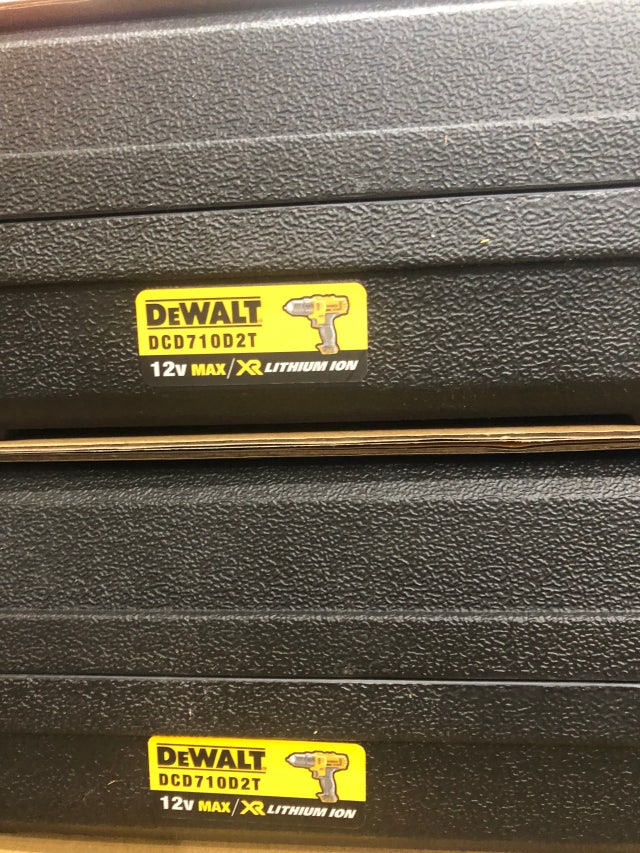 DEWALT
DCD710D2T
12V MAX/XR LITHIUM ION
DEWALT
DCD710D2T
12V MAX/XR LITHIUM ION